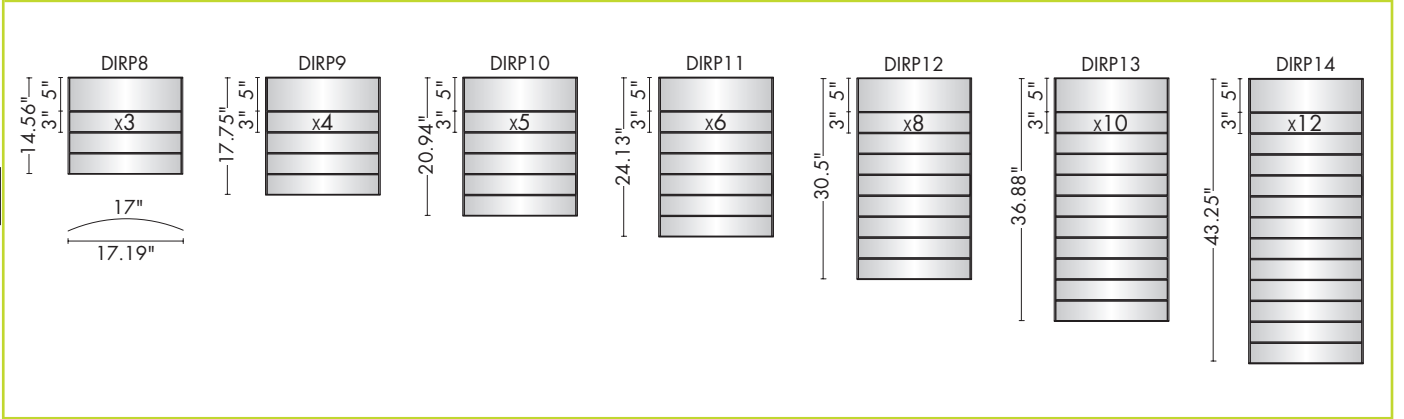 DIRP8
14.56"
5"
3"
x3
17"
17.19"
DIRP9
17.75"
5"
3"
x4
DIRP10
20.94"
5"
3"
x5
DIRP11
24.13"
5"
3"
x6
DIRP12
30.5"
5"
3"
x8
DIRP13
36.88"
5"
3"
x10
DIRP14
43.25"
5"
3"
x12